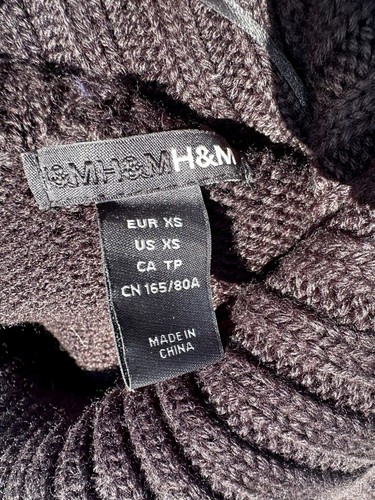 H&MH&MH&M
EUR XS
US XS
CA TP
CN 165/80A
MADE IN
CHINA